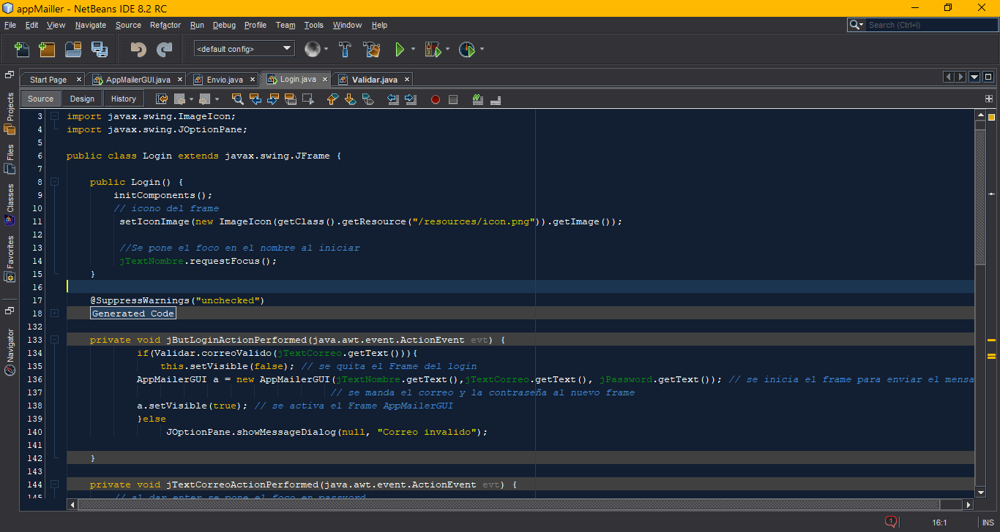 appMailler - NetBeans IDE 8.2 RC
File Edit View Navigate Source Refactor Run Debug Profile Team Tools Window Help
Search (Ctrl+I)
<default config>
Start Page AppMailerGUI.java Envio.java Login.java Validar.java
Source Design History
Projects
Files
Classes
Favorites
Navigator
3 import javax.swing.ImageIcon;
4 import javax.swing.JOptionPane;
5
6 public class Login extends javax.swing.JFrame {
7
8 public Login() {
9 initComponents();
10 // icono del frame
11 setIconImage(new ImageIcon(getClass().getResource("/resources/icon.png")).getImage());
12
13 //Se pone el foco en el nombre al iniciar
14 jTextNombre.requestFocus();
15 }
16
17 @SuppressWarnings("unchecked")
18 Generated Code
132
133 private void jButLoginActionPerformed(java.awt.event.ActionEvent evt) {
134 if(Validar.correoValido(jTextCorreo.getText())){
135 this.setVisible(false); // se quita el Frame del login
136 AppMailerGUI a = new AppMailerGUI(jTextNombre.getText(),jTextCorreo.getText(), jPassword.getText()); // se inicia el frame para enviar el mensa
137 // se manda el correo y la contraseña al nuevo frame
138 a.setVisible(true); // se activa el Frame AppMailerGUI
139 }else
140 JOptionPane.showMessageDialog(null, "Correo invalido");
141
142 }
143
144 private void jTextCorreoActionPerformed(java.awt.event.ActionEvent evt) {
145 // al dar enter se pone el foco en password
1 16:1 INS